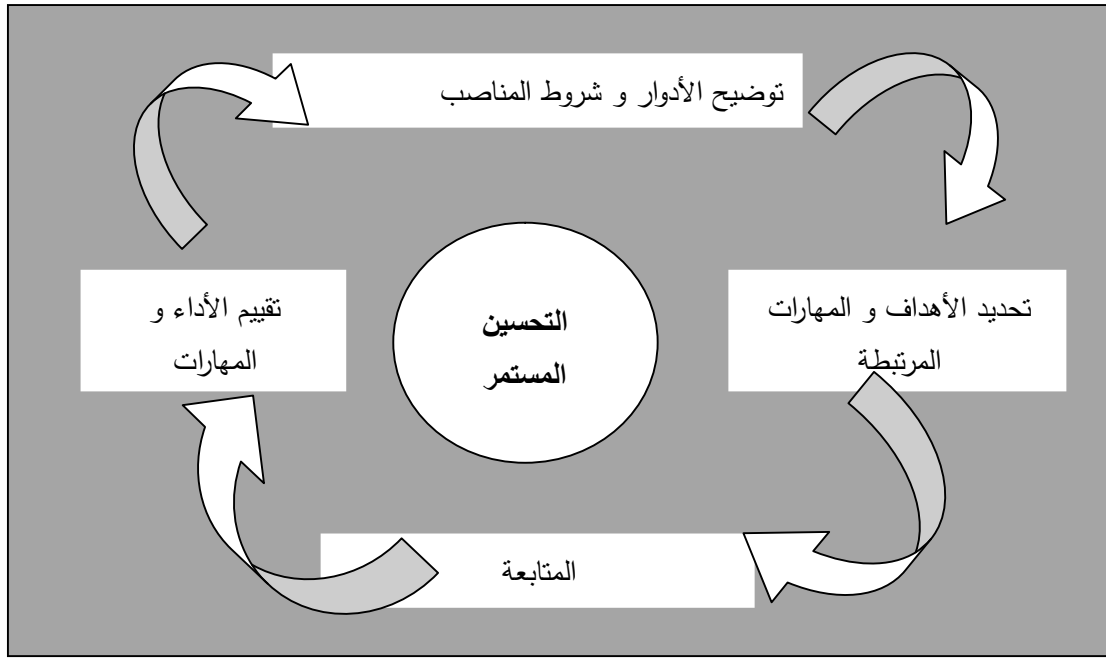 توضيح الأدوار و شروط المناصب
تحديد الأهداف و المهارات
المرتبطة
التحسين
المستمر
تقييم الأداء و
المهارات
المتابعة